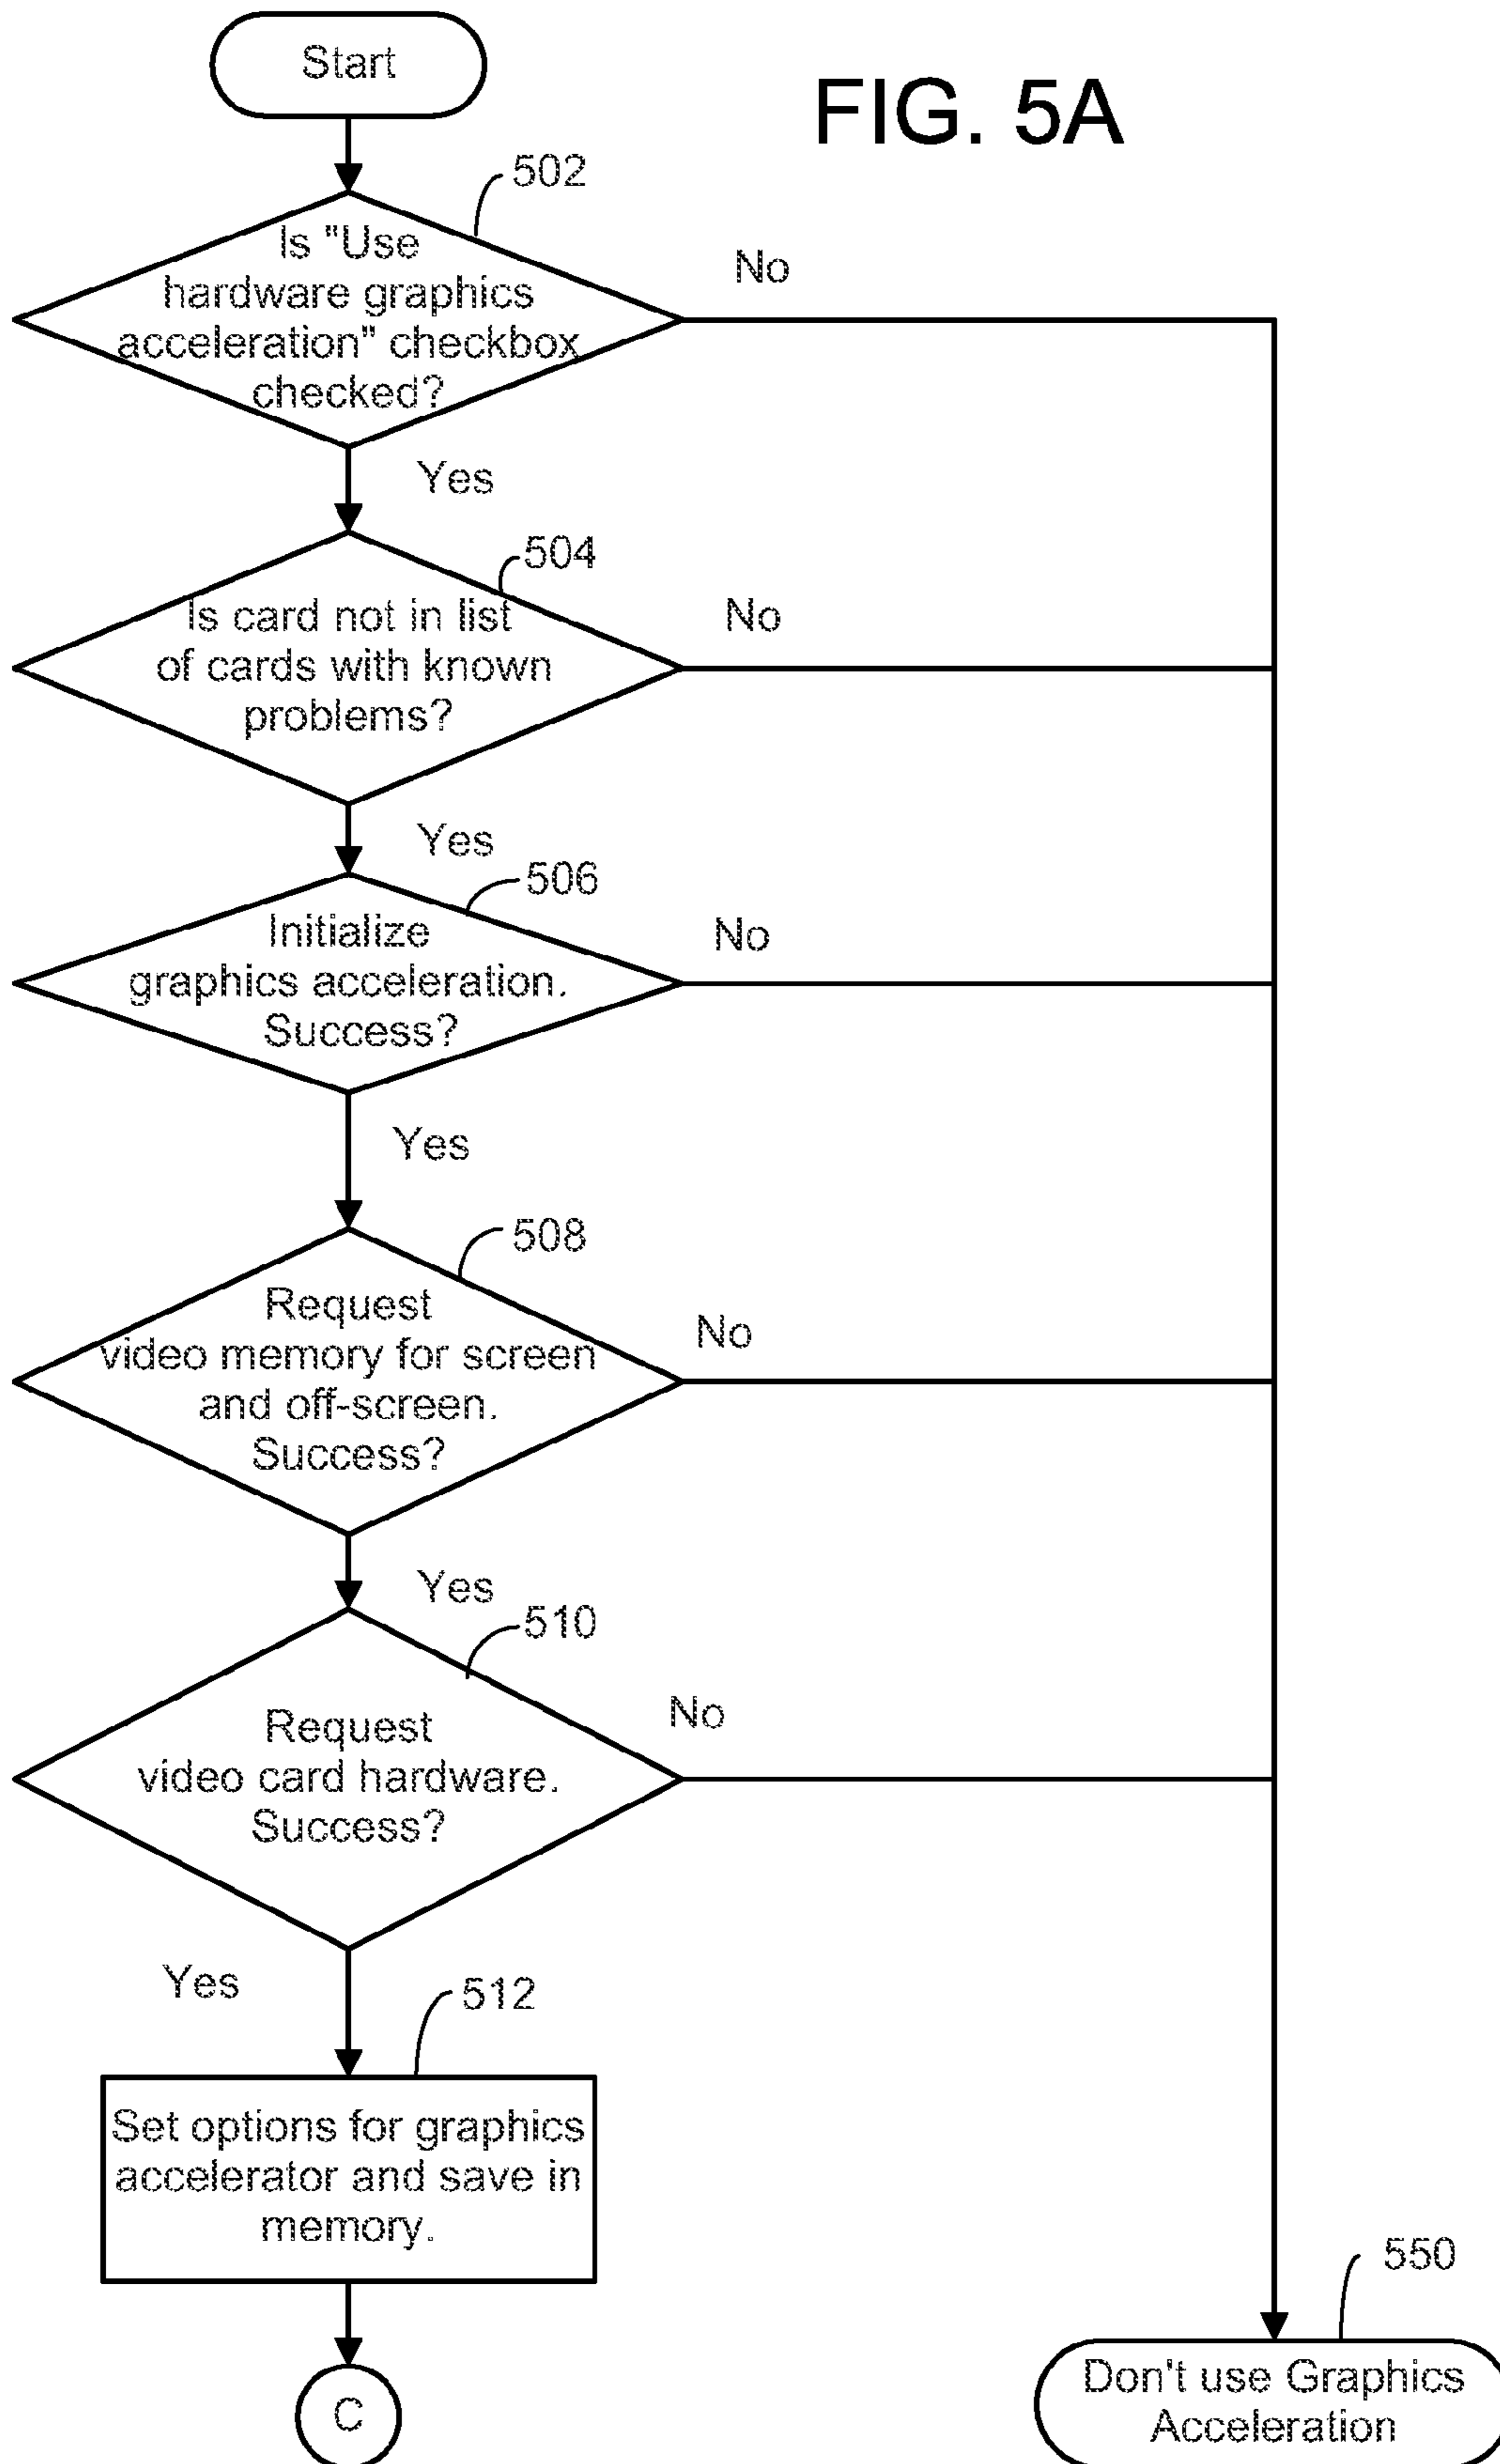 Start
FIG. 5A
502
Is "Use
hardware graphics
acceleration" checkbox
checked?
No
Yes
504
Is card not in list
of cards with known
problems?
No
Yes
506
Initialize
graphics acceleration.
Success?
No
Yes
508
Request
video memory for screen
and off-screen.
Success?
No
Yes
510
Request
video card hardware.
Success?
No
Yes
512
Set options for graphics
accelerator and save in
memory.
C
550
Don't use Graphics
Acceleration